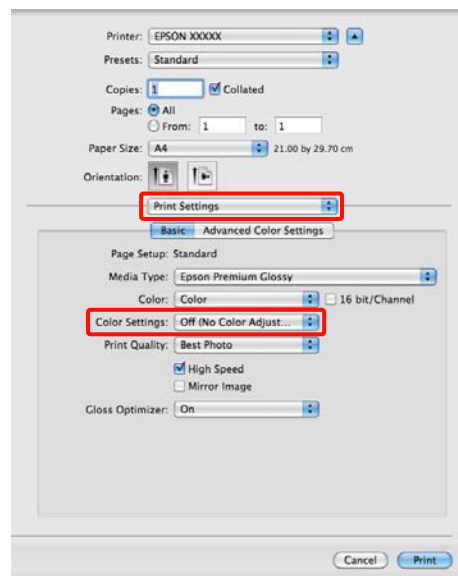 Printer: EPSON XXXXX
Presets: Standard
Copies: 1 Collated
Pages: All
From: 1 to: 1
Paper Size: A4 21.00 by 29.70 cm
Orientation:
Print Settings
Basic Advanced Color Settings
Page Setup: Standard
Media Type: Epson Premium Glossy
Color: Color 16 bit/Channel
Color Settings: Off (No Color Adjust...
Print Quality: Best Photo
High Speed
Mirror Image
Gloss Optimizer: On
Cancel Print